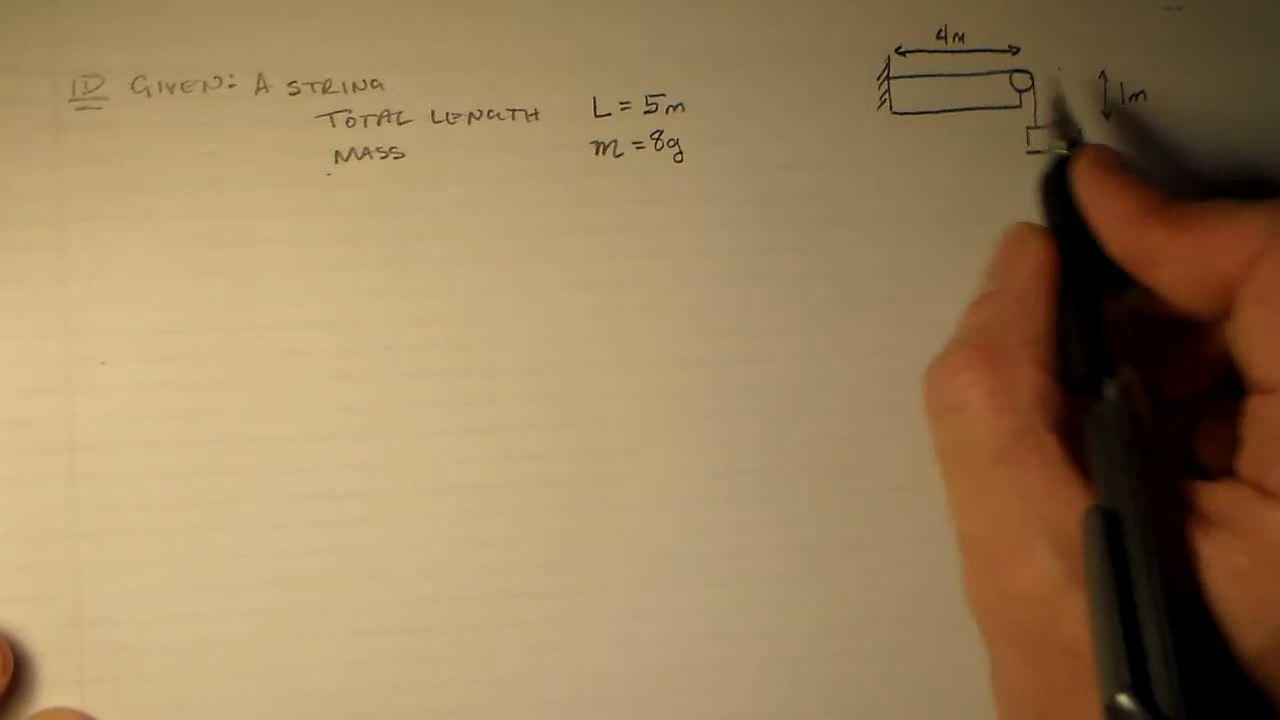 1D GIVEN: A STRING
TOTAL LENGTH L = 5m
MASS m = 8g
4m
1m